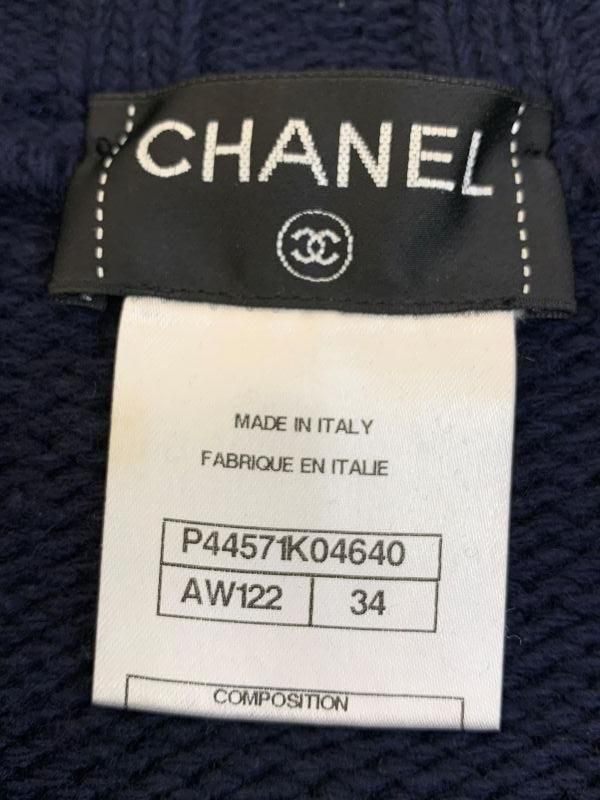 CHANEL
MADE IN ITALY
FABRIQUE EN ITALIE
P44571K04640
AW122 34
COMPOSITION